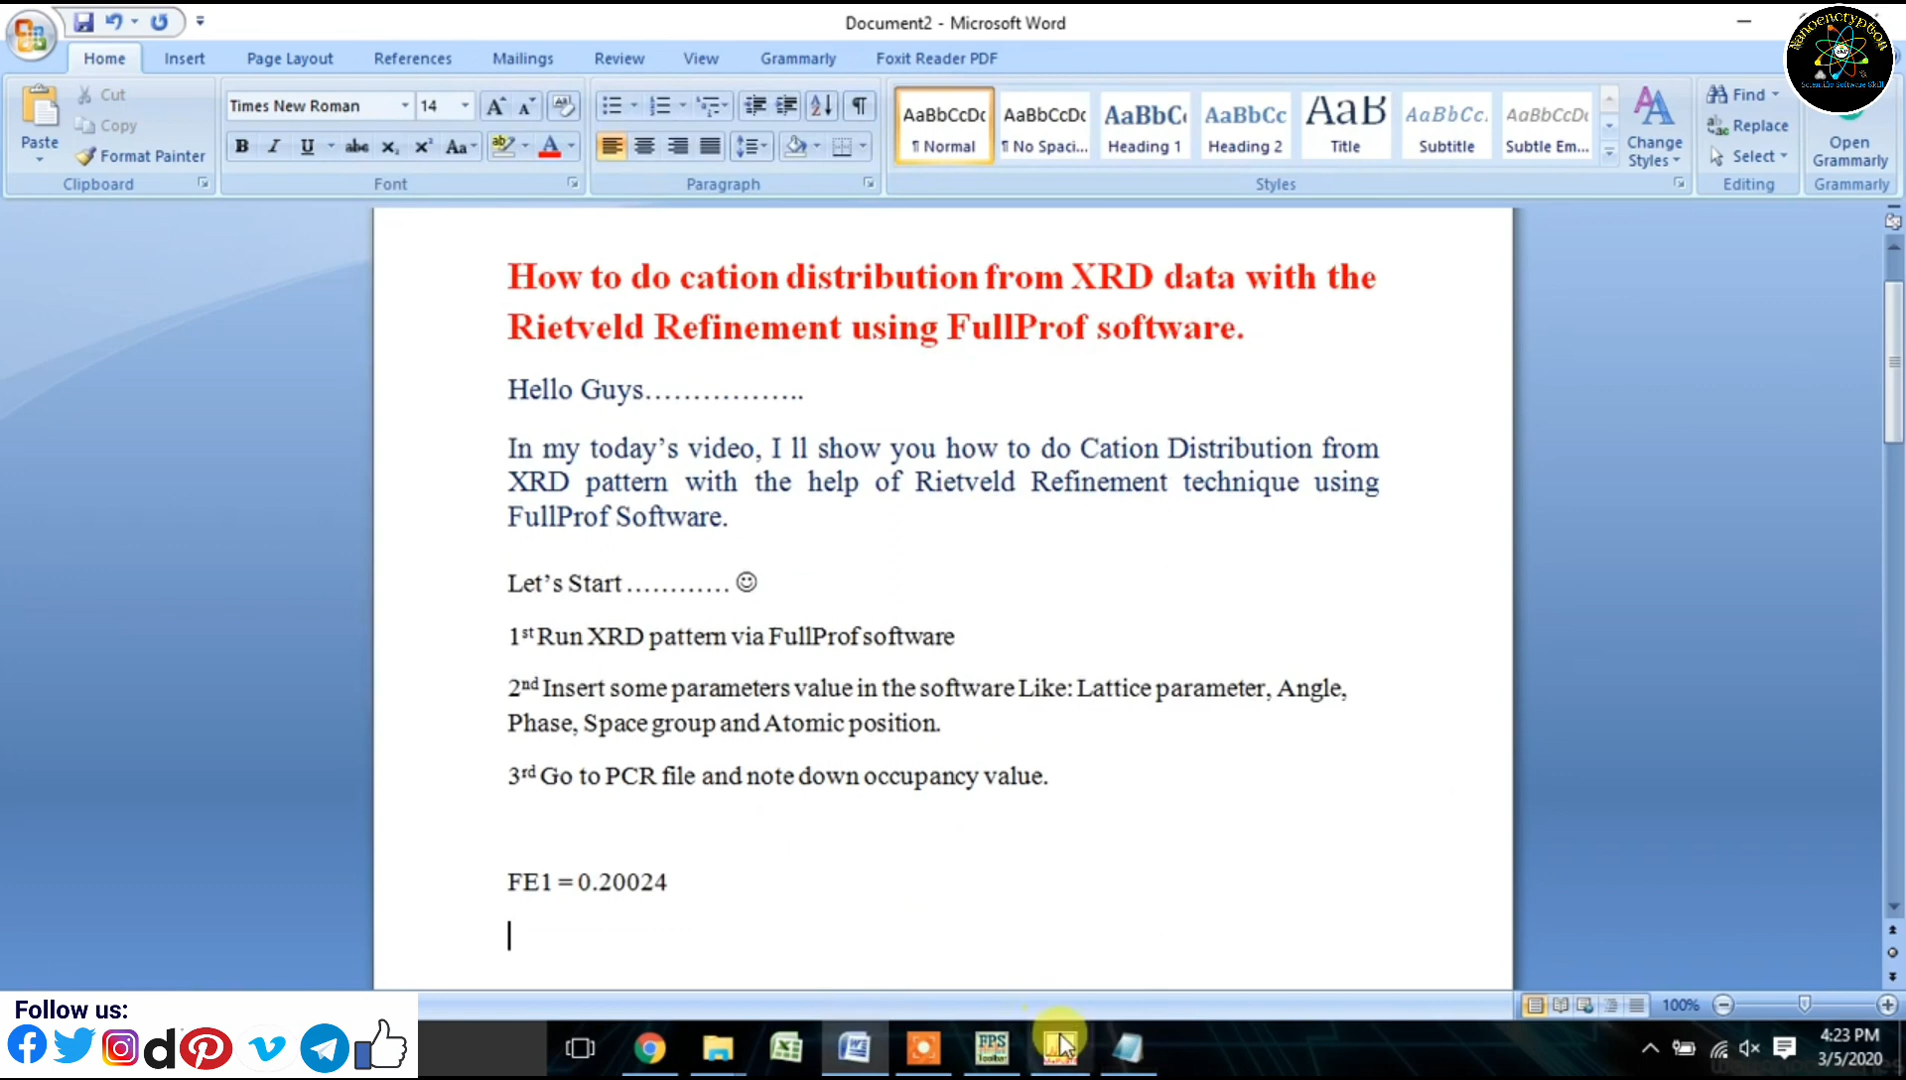 Document2 - Microsoft Word
Nanoencryption
Scientific Software Skill
Home Insert Page Layout References Mailings Review View Grammarly Foxit Reader PDF
Paste
Cut
Copy
Format Painter
Clipboard
Times New Roman 14
Font
Paragraph
AaBbCcDc AaBbCcDc AaBbC AaBbCc AaB AaBbCc. AaBbCcDc
¶ Normal ¶ No Spaci... Heading 1 Heading 2 Title Subtitle Subtle Em...
Change Styles
Styles
Find
Replace
Select
Editing
Open Grammarly
Grammarly
How to do cation distribution from XRD data with the
Rietveld Refinement using FullProf software.
Hello Guys……………..
In my today’s video, I ll show you how to do Cation Distribution from
XRD pattern with the help of Rietveld Refinement technique using
FullProf Software.
Let’s Start ………… ☺
1st Run XRD pattern via FullProf software
2nd Insert some parameters value in the software Like: Lattice parameter, Angle,
Phase, Space group and Atomic position.
3rd Go to PCR file and note down occupancy value.
FE1 = 0.20024
100%
Follow us:
FPS
Toolbar
4:23 PM
3/5/2020